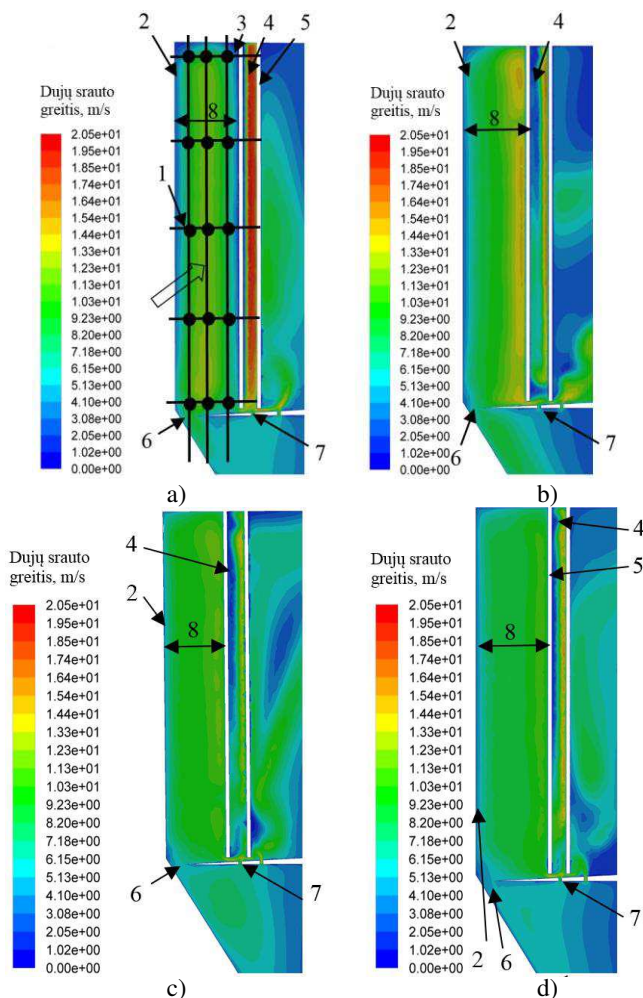 2
3
4
5
Dujų srauto
greitis, m/s
8
2.05e+01
1.95e+01
1.85e+01
1.74e+01
1.64e+01
1.54e+01
1.44e+01
1.33e+01
1.23e+01
1.13e+01
1.03e+01
9.23e+00
8.20e+00
7.18e+00
6.15e+00
5.13e+00
4.10e+00
3.08e+00
2.05e+00
1.02e+00
0.00e+00
1
6
7
a)
2
4
Dujų srauto
greitis, m/s
8
2.05e+01
1.95e+01
1.85e+01
1.74e+01
1.64e+01
1.54e+01
1.44e+01
1.33e+01
1.23e+01
1.13e+01
1.03e+01
9.23e+00
8.20e+00
7.18e+00
6.15e+00
5.13e+00
4.10e+00
3.08e+00
2.05e+00
1.02e+00
0.00e+00
6
7
b)
Dujų srauto
greitis, m/s
4
2
8
2.05e+01
1.95e+01
1.85e+01
1.74e+01
1.64e+01
1.54e+01
1.44e+01
1.33e+01
1.23e+01
1.13e+01
1.03e+01
9.23e+00
8.20e+00
7.18e+00
6.15e+00
5.13e+00
4.10e+00
3.08e+00
2.05e+00
1.02e+00
0.00e+00
6
7
c)
Dujų srauto
greitis, m/s
4
5
8
2.05e+01
1.95e+01
1.85e+01
1.74e+01
1.64e+01
1.54e+01
1.44e+01
1.33e+01
1.23e+01
1.13e+01
1.03e+01
9.23e+00
8.20e+00
7.18e+00
6.15e+00
5.13e+00
4.10e+00
3.08e+00
2.05e+00
1.02e+00
0.00e+00
2
6
7
d)